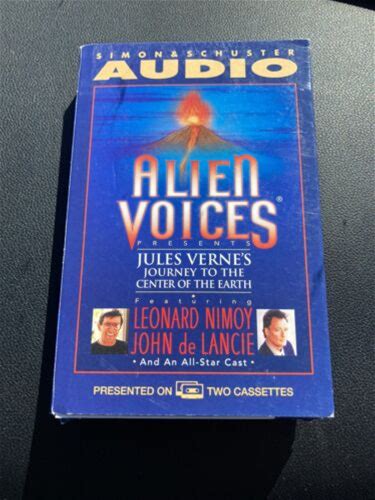 SIMON & SCHUSTER
AUDIO
ALIEN
VOICES®
PRESENTS
JULES VERNE'S
JOURNEY TO THE
CENTER OF THE EARTH
Featuring
LEONARD NIMOY
JOHN de LANCIE
• And An All-Star Cast •
PRESENTED ON TWO CASSETTES